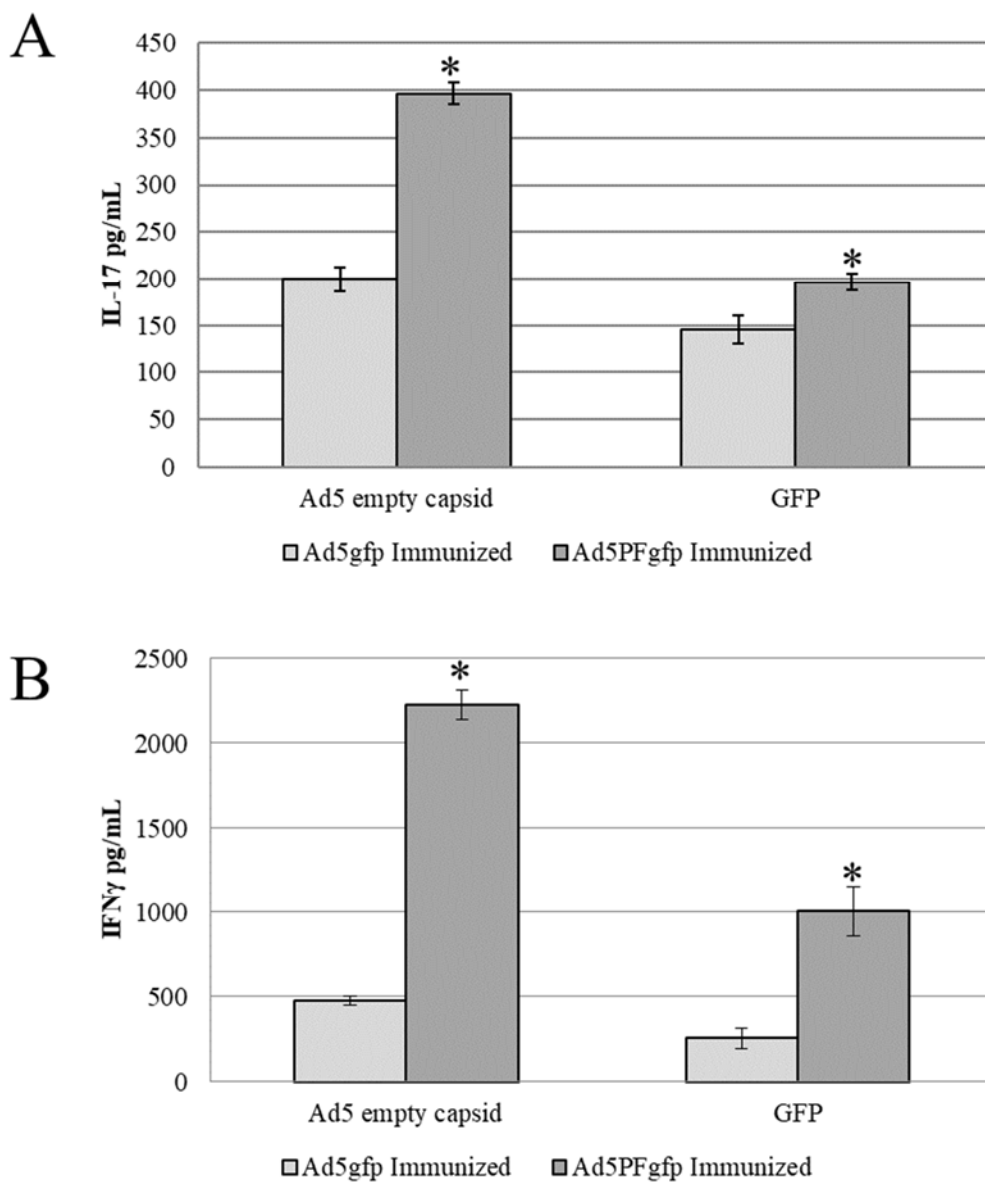 A
450
400
350
300
250
200
150
100
50
0
IL-17 pg/mL
*
*
Ad5 empty capsid GFP
Ad5gfp Immunized Ad5PFgfp Immunized
B
2500
2000
1500
1000
500
0
IFNγ pg/mL
*
*
Ad5 empty capsid GFP
Ad5gfp Immunized Ad5PFgfp Immunized